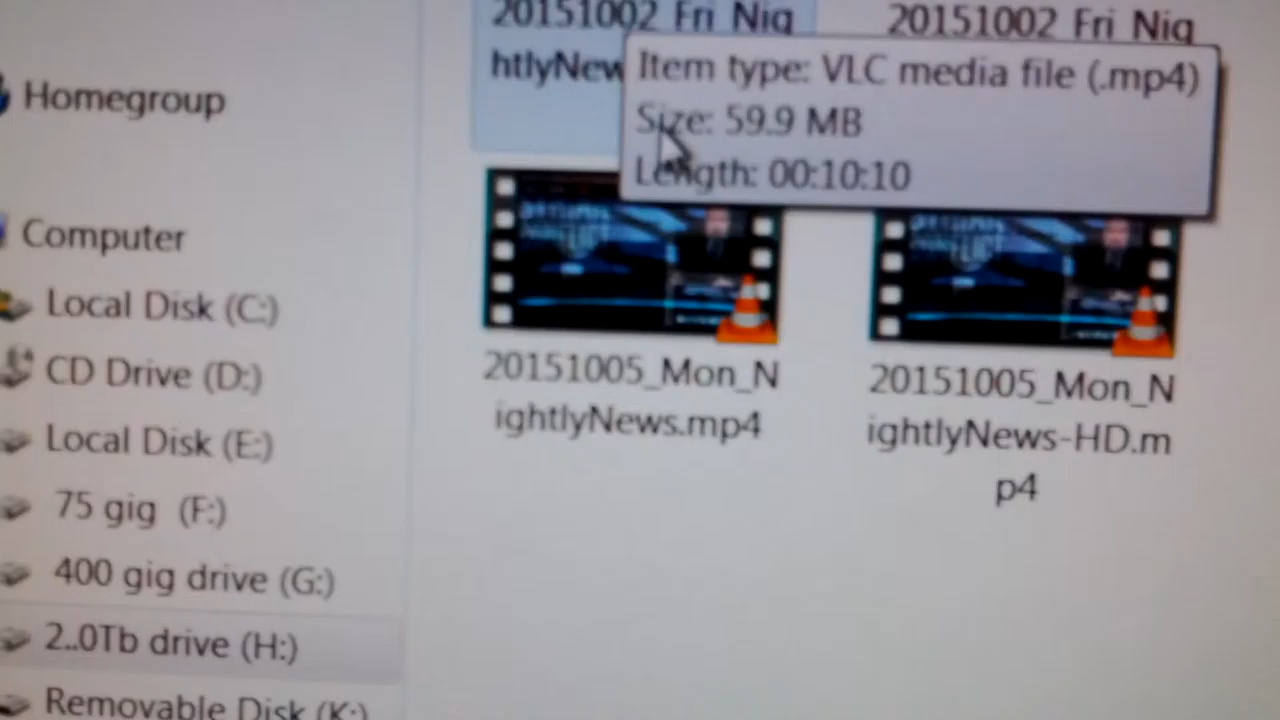 Homegroup
Computer
Local Disk (C:)
CD Drive (D:)
Local Disk (E:)
75 gig (F:)
400 gig drive (G:)
2..0Tb drive (H:)
Removable Disk (K:)
20151002 Fri Nig
htlyNew
20151002 Fri Nig
Item type: VLC media file (.mp4)
Size: 59.9 MB
Length: 00:10:10
20151005_Mon_N
ightlyNews.mp4
20151005_Mon_N
ightlyNews-HD.m
p4